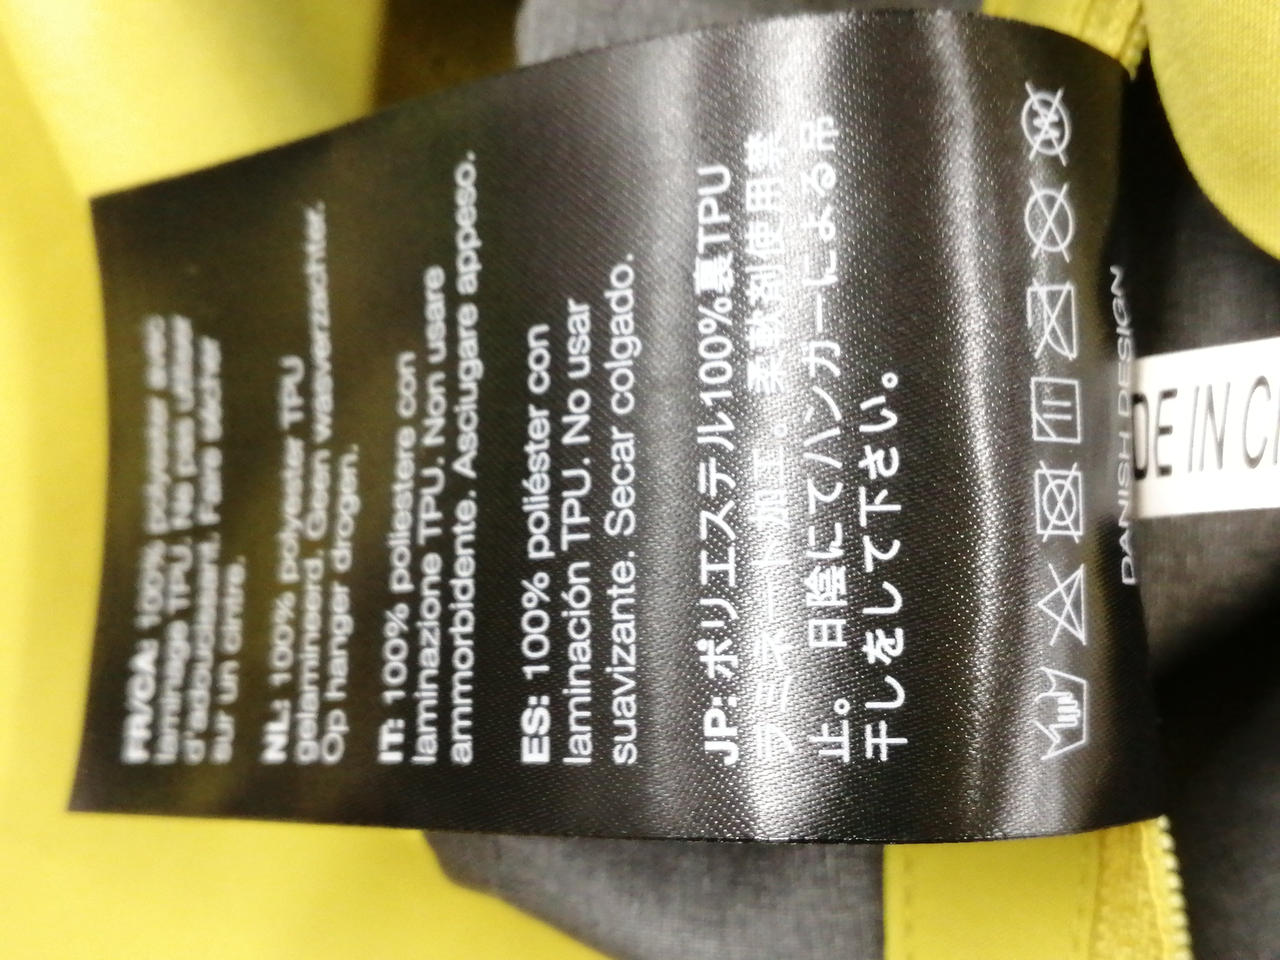 FR/CA: 100% polyester avec
laminage TPU. Ne pas utiliser
d'adoucissant. Faire sécher
sur un cintre.
NL: 100% polyester TPU
gelamineerd. Geen wasverzachter.
Op hanger drogen.
IT: 100% poliestere con
laminazione TPU. Non usare
ammorbidente. Asciugare appeso.
ES: 100% poliéster con
laminación TPU. No usar
suavizante. Secar colgado.
JP: ポリエステル100%裏TPU
ラミネート加工。柔軟剤使用禁
止。 日陰にてハンガーによる吊
干しをして下さい。
W
DANISH DESIGN
DE IN C